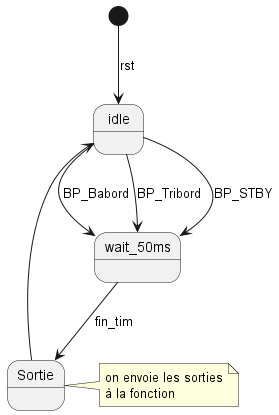 rst
idle
BP_Babord
BP_Tribord
BP_STBY
wait_50ms
fin_tim
Sortie
on envoie les sorties
à la fonction